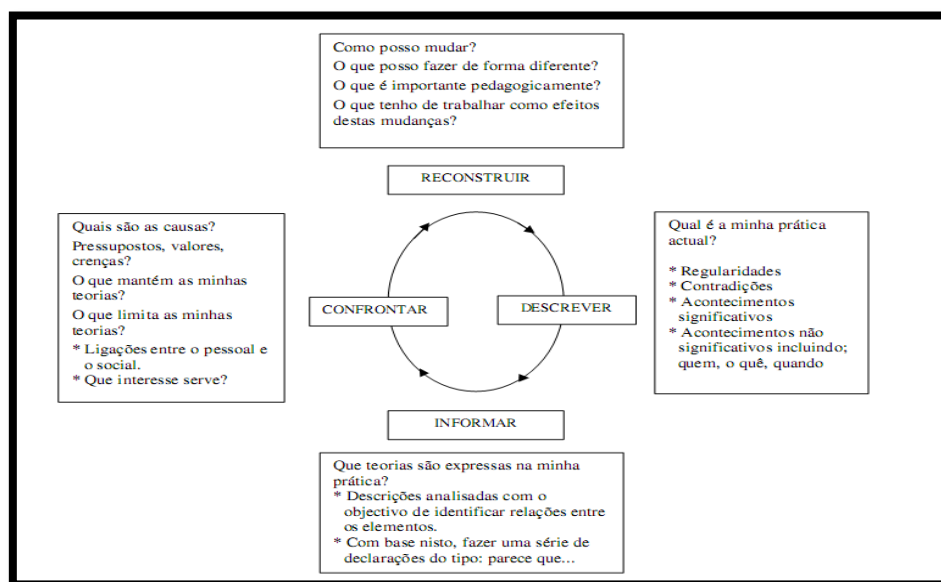 Como posso mudar?
O que posso fazer de forma diferente?
O que é importante pedagogicamente?
O que tenho de trabalhar como efeitos
destas mudanças?
RECONSTRUIR
Quais são as causas?
Pressupostos, valores,
crenças?
O que mantém as minhas
teorias?
O que limita as minhas
teorias?
* Ligações entre o pessoal e
o social.
* Que interesse serve?
CONFRONTAR
DESCREVER
Qual é a minha prática
actual?
* Regularidades
* Contradições
* Acontecimentos
significativos
* Acontecimentos não
significativos incluindo;
quem, o quê, quando
INFORMAR
Que teorias são expressas na minha
prática?
* Descrições analisadas com o
objectivo de identificar relações entre
os elementos.
* Com base nisto, fazer uma série de
declarações do tipo: parece que...